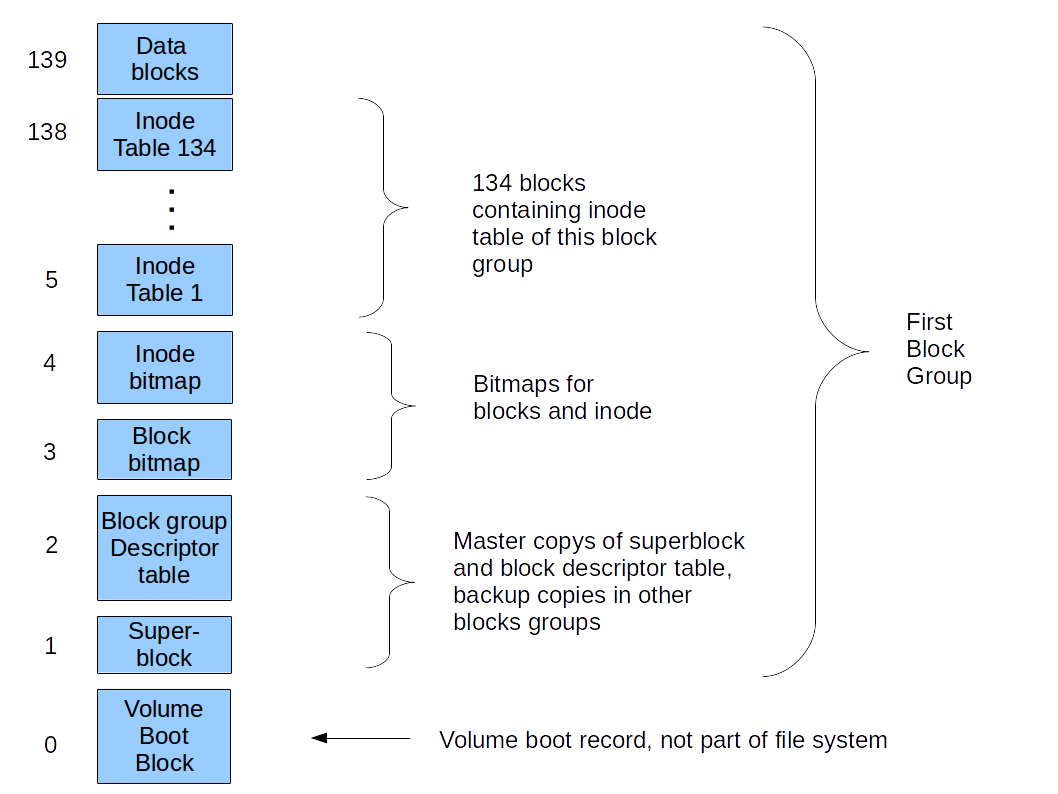 139
Data
blocks
138
Inode
Table 134
134 blocks
containing inode
table of this block
group
5
Inode
Table 1
First
Block
Group
4
Inode
bitmap
Bitmaps for
blocks and inode
3
Block
bitmap
2
Block group
Descriptor
table
Master copys of superblock
and block descriptor table,
backup copies in other
blocks groups
1
Super-
block
0
Volume
Boot
Block
Volume boot record, not part of file system